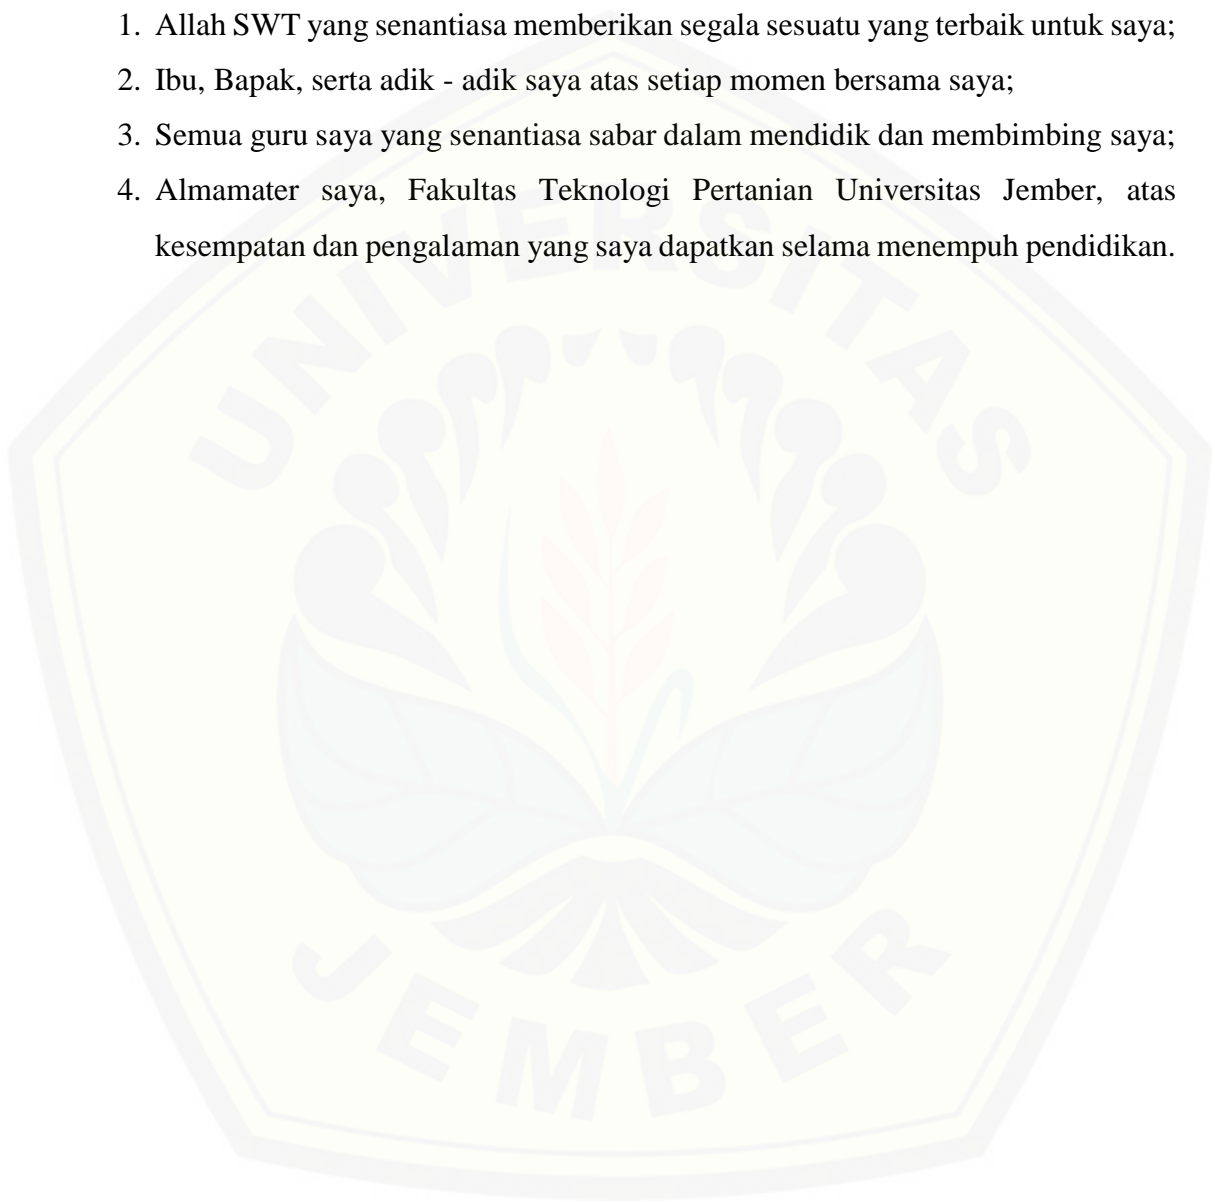 1. Allah SWT yang senantiasa memberikan segala sesuatu yang terbaik untuk saya;
2. Ibu, Bapak, serta adik - adik saya atas setiap momen bersama saya;
3. Semua guru saya yang senantiasa sabar dalam mendidik dan membimbing saya;
4. Almamater saya, Fakultas Teknologi Pertanian Universitas Jember, atas
kesempatan dan pengalaman yang saya dapatkan selama menempuh pendidikan.
UNIVERSITAS
JEMBER